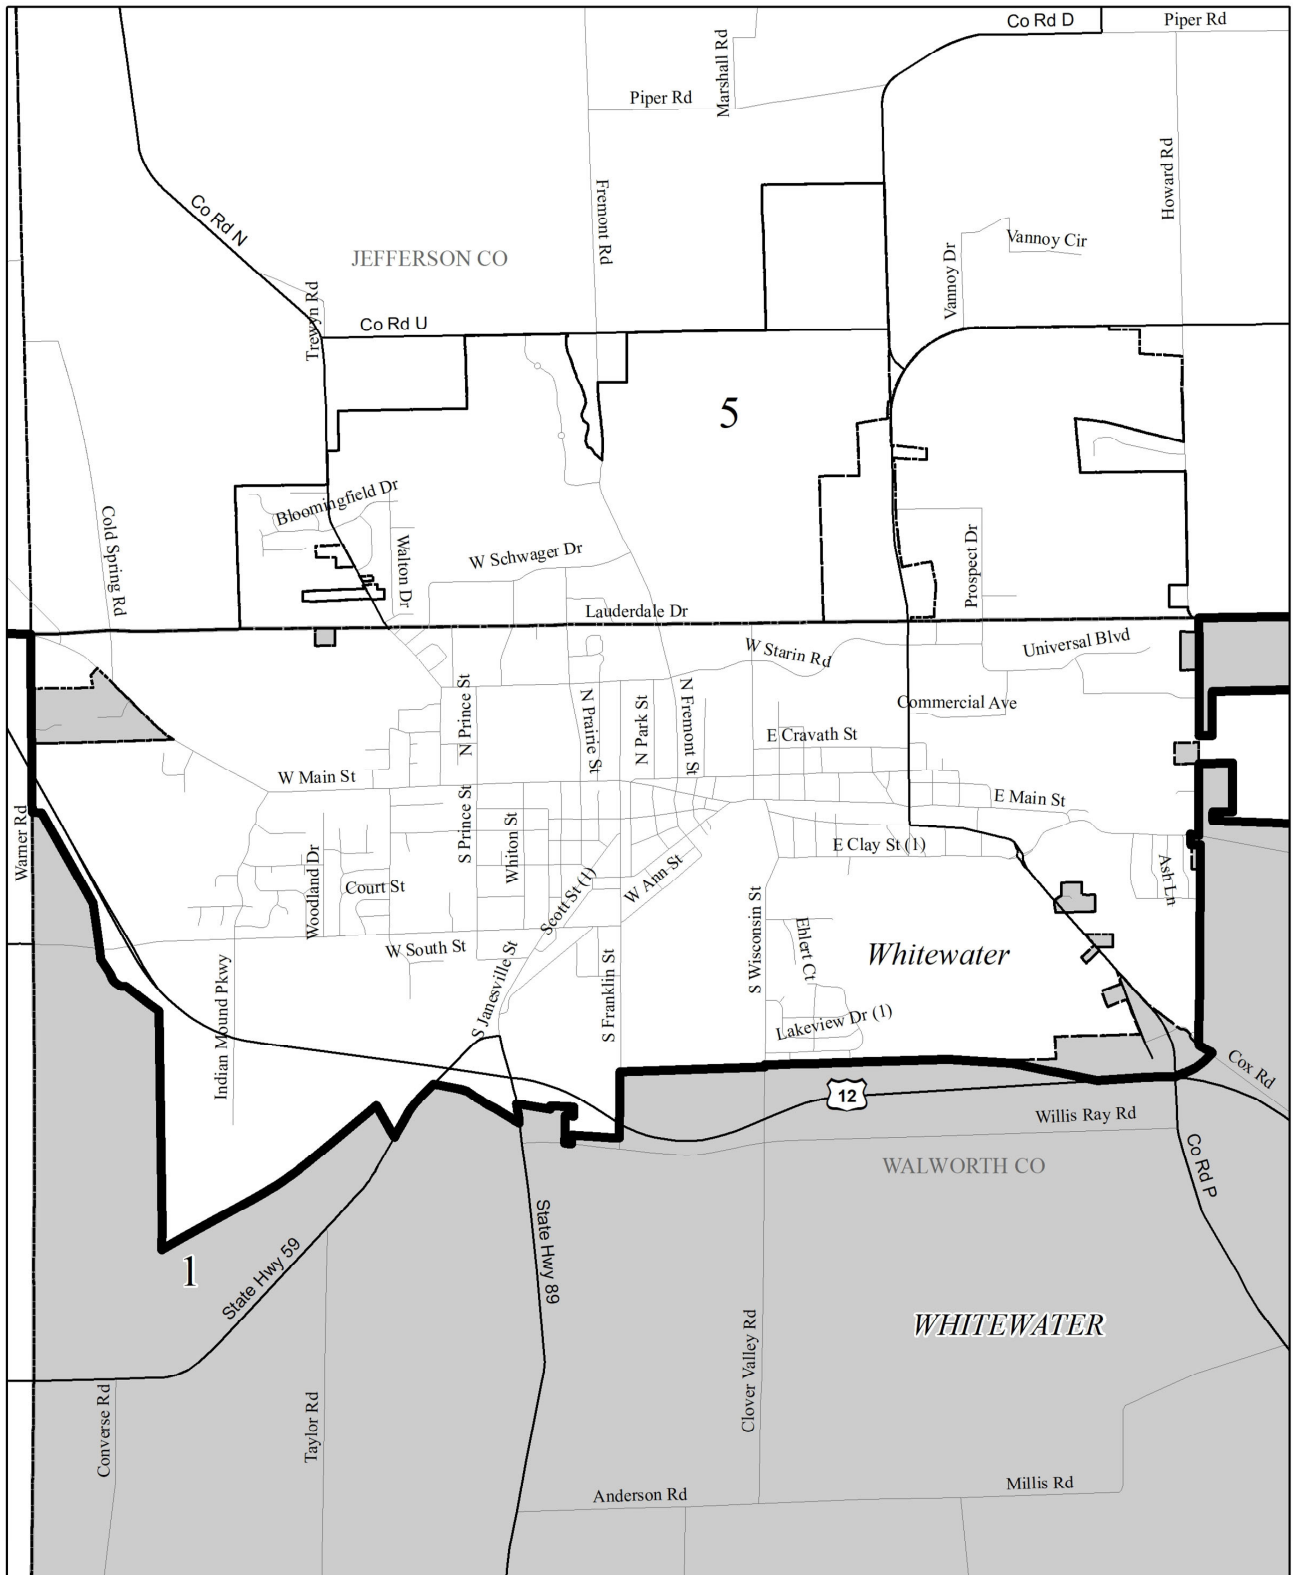 Co Rd D
Piper Rd
Marshall Rd
Piper Rd
Howard Rd
Fremont Rd
Co Rd N
JEFFERSON CO
Vannoy Cir
Vannoy Dr
Trewyn Rd
Co Rd U
5
Bloomingfield Dr
Cold Spring Rd
Walton Dr
W Schwager Dr
Prospect Dr
Lauderdale Dr
W Starin Rd
Universal Blvd
N Prince St
N Prairie St
N Park St
N Fremont St
Commercial Ave
E Cravath St
W Main St
E Main St
Warner Rd
S Prince St
Whiton St
E Clay St (1)
Woodland Dr
Court St
Scott St (1)
W Ann St
Ash Ln
W South St
S Janesville St
S Franklin St
S Wisconsin St
Ehlert Ct
Whitewater
Indian Mound Pkwy
Lakeview Dr (1)
Cox Rd
12
Willis Ray Rd
WALWORTH CO
Co Rd P
State Hwy 59
1
State Hwy 89
WHITEWATER
Clover Valley Rd
Converse Rd
Taylor Rd
Anderson Rd
Millis Rd